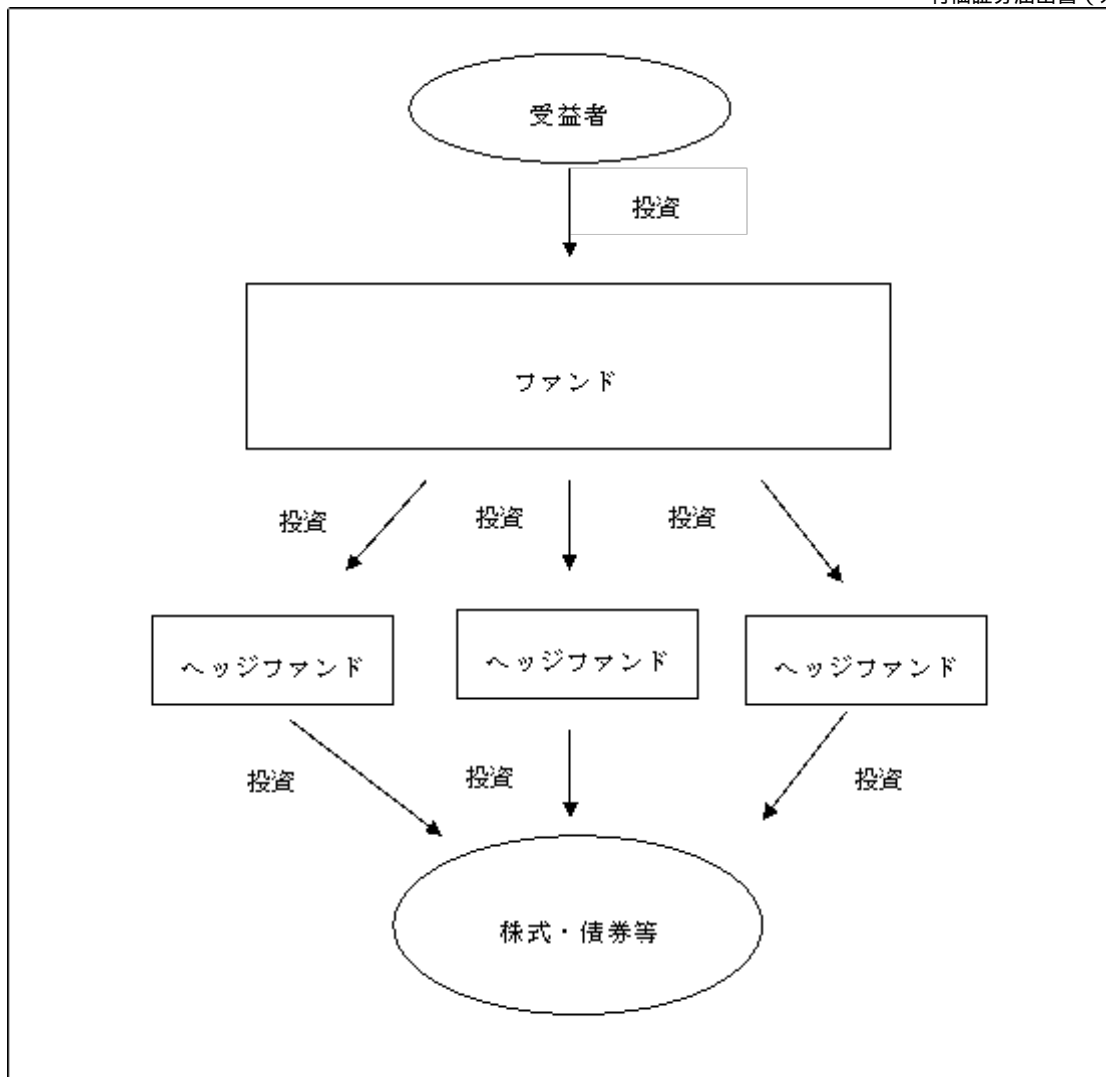 受益者
投資
ファンド
投資 投資 投資
ヘッジファンド ヘッジファンド ヘッジファンド
投資 投資 投資
株式・債券等